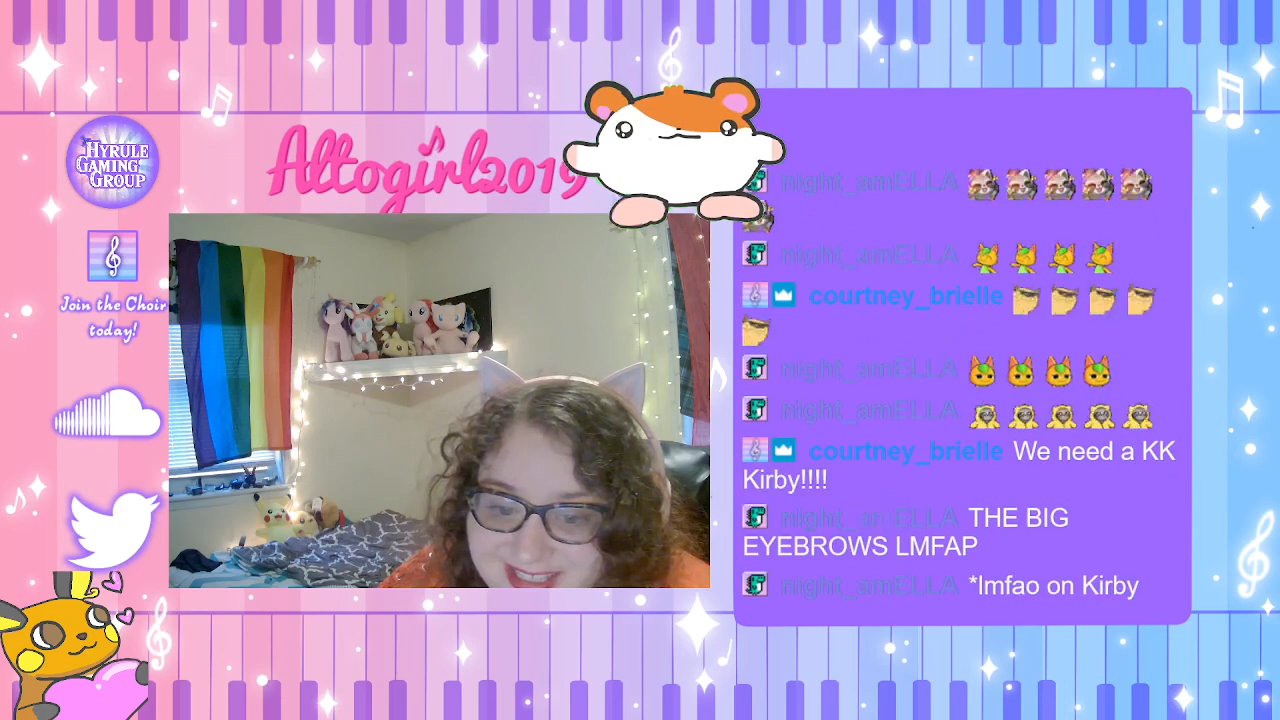 HYRULE
GAMING
GROUP
Join the Choir
today!
Altogirl2019
night_amELLA
night_amELLA
courtney_brielle
night_amELLA
night_amELLA
courtney_brielle We need a KK
Kirby!!!!
night_amELLA THE BIG
EYEBROWS LMFAP
night_amELLA *lmfao on Kirby